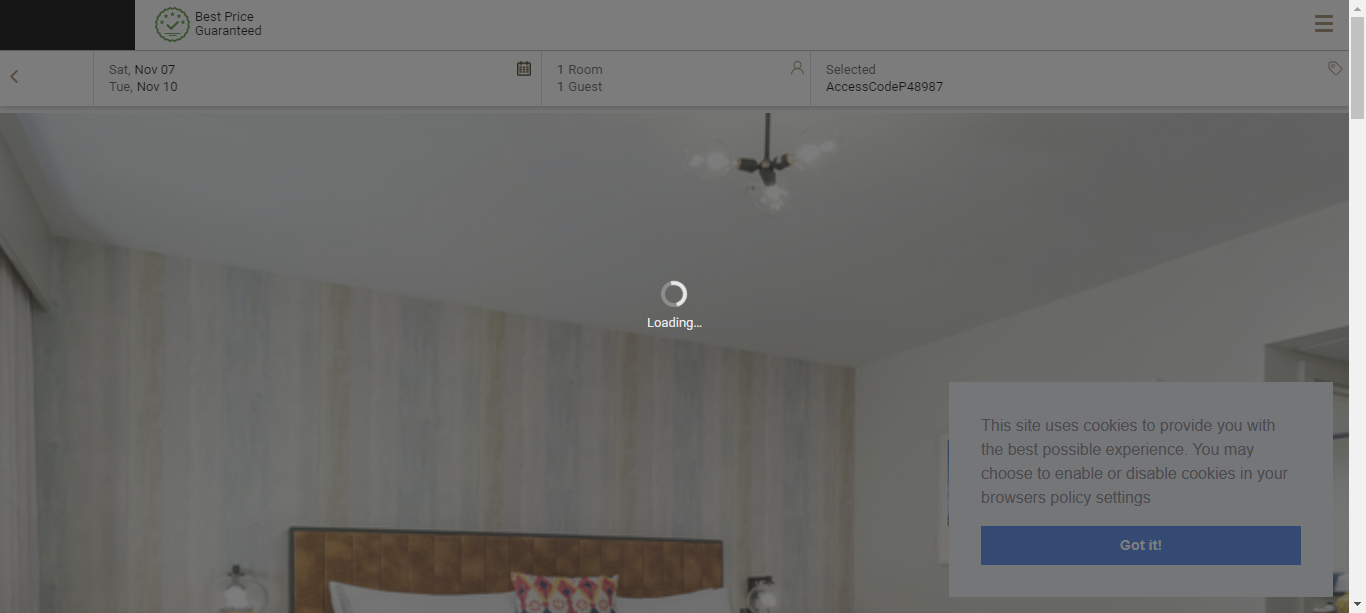 Best Price
Guaranteed
Sat, Nov 07
Tue, Nov 10
1 Room
1 Guest
Selected
AccessCodeP48987
Loading...
This site uses cookies to provide you with
the best possible experience. You may
choose to enable or disable cookies in your
browsers policy settings
Got it!